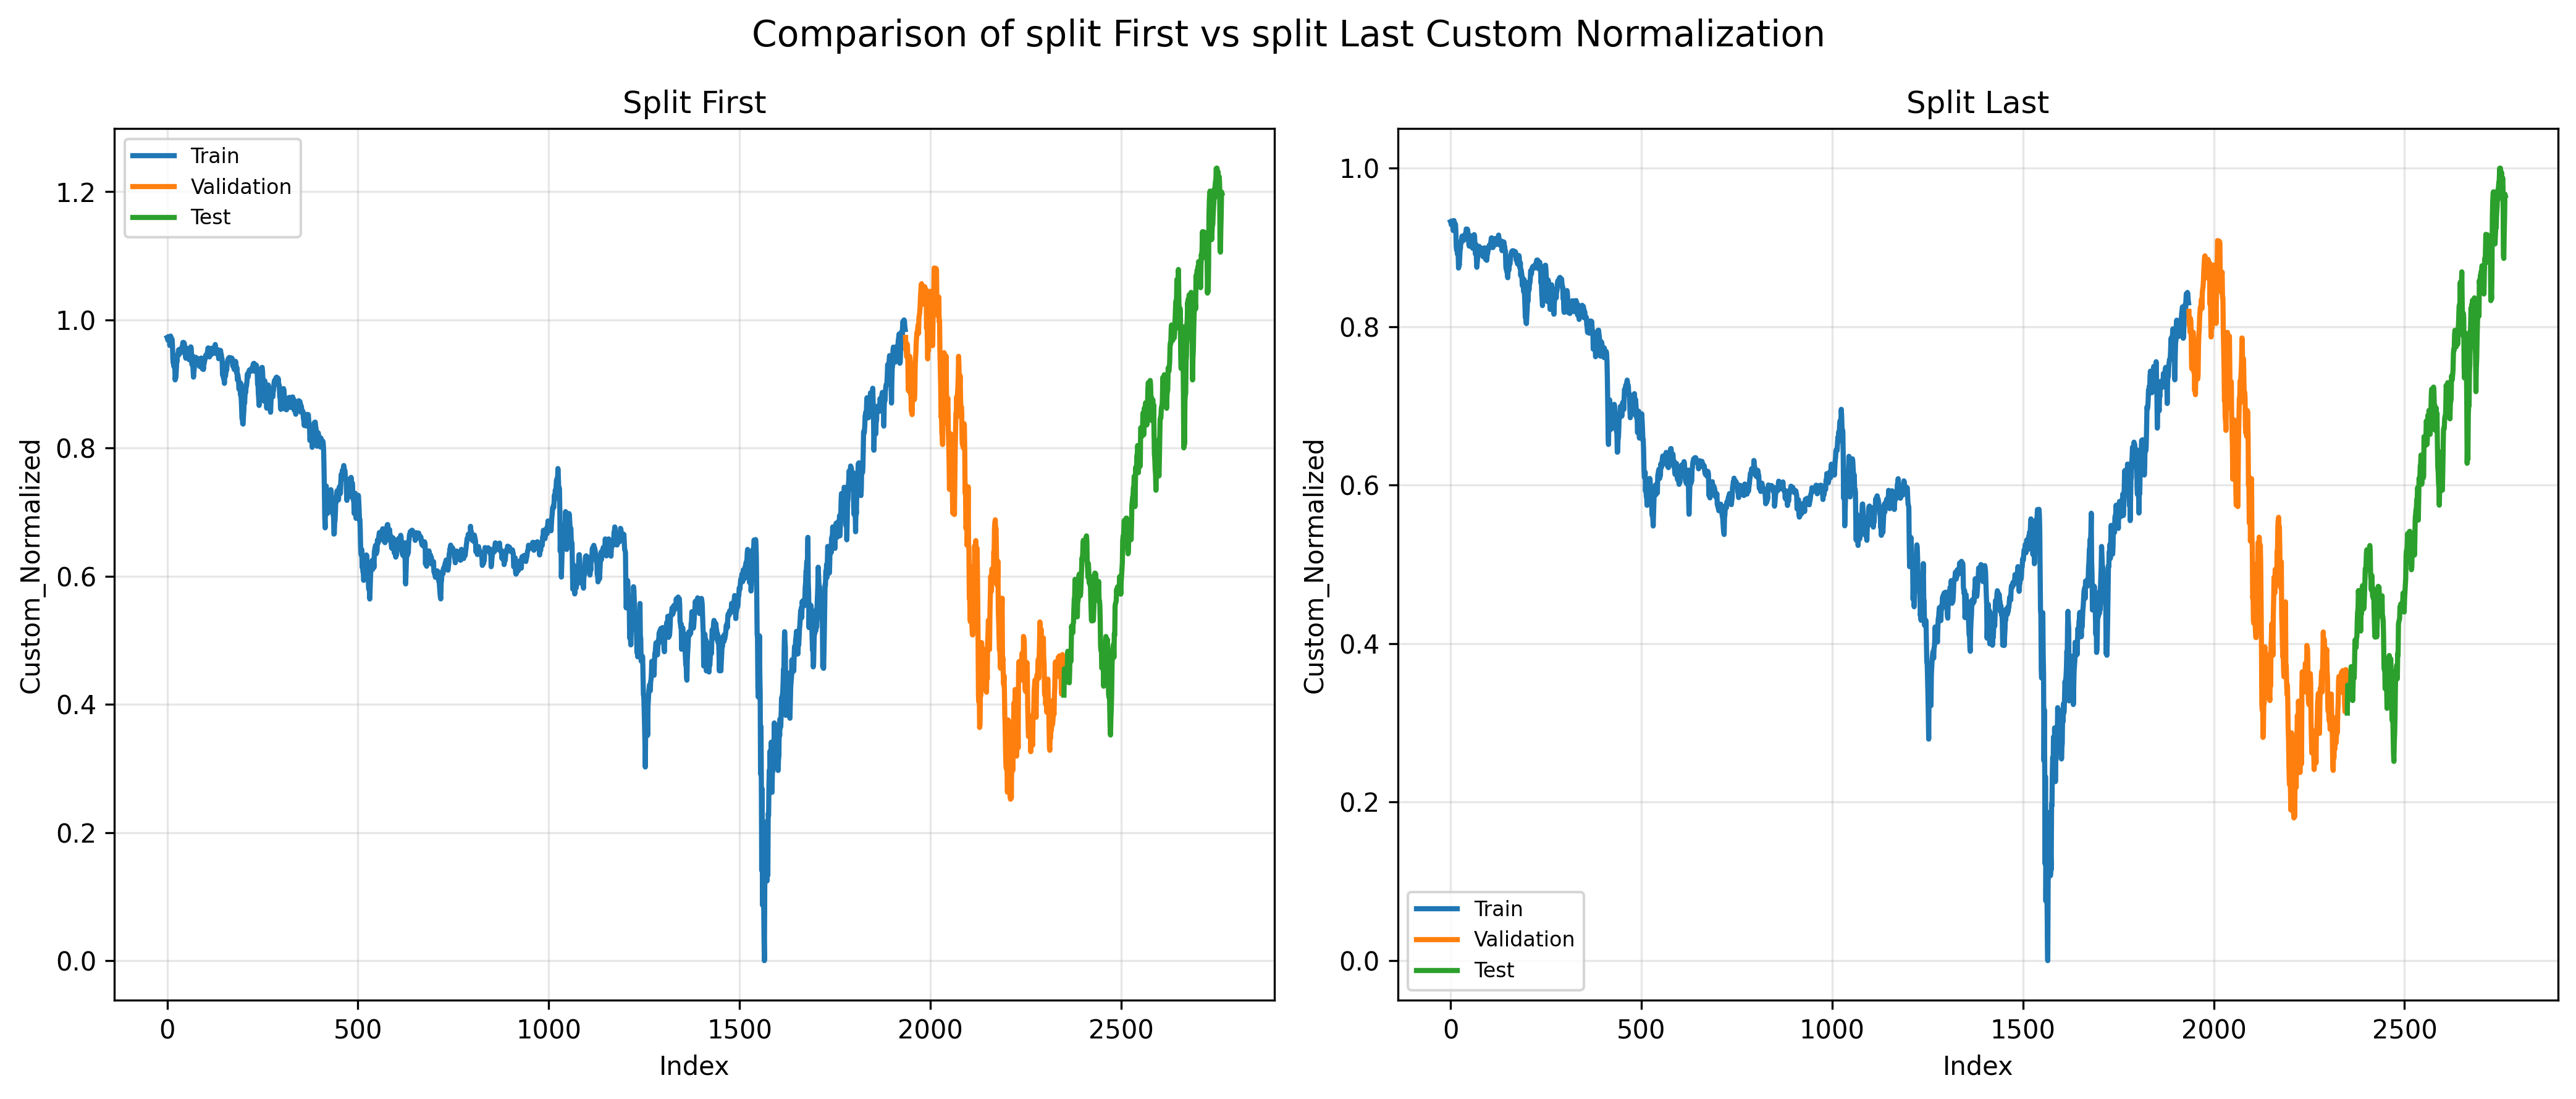 Comparison of split First vs split Last Custom Normalization
Split First
Custom_Normalized
1.2
1.0
0.8
0.6
0.4
0.2
0.0
Train
Validation
Test
0 500 1000 1500 2000 2500
Index
Split Last
Custom_Normalized
1.0
0.8
0.6
0.4
0.2
0.0
Train
Validation
Test
0 500 1000 1500 2000 2500
Index